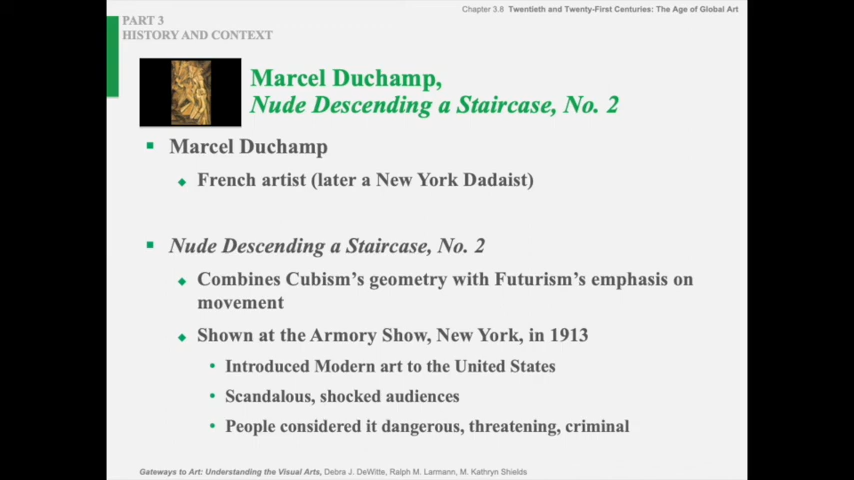 Chapter 3.8 Twentieth and Twenty-First Centuries: The Age of Global Art
PART 3
HISTORY AND CONTEXT
Marcel Duchamp,
Nude Descending a Staircase, No. 2
Marcel Duchamp
French artist (later a New York Dadaist)
Nude Descending a Staircase, No. 2
Combines Cubism's geometry with Futurism's emphasis on
movement
Shown at the Armory Show, New York, in 1913
Introduced Modern art to the United States
Scandalous, shocked audiences
People considered it dangerous, threatening, criminal
Gateways to Art: Understanding the Visual Arts, Debra J. DeWitte, Ralph M. Larmann, M. Kathryn Shields